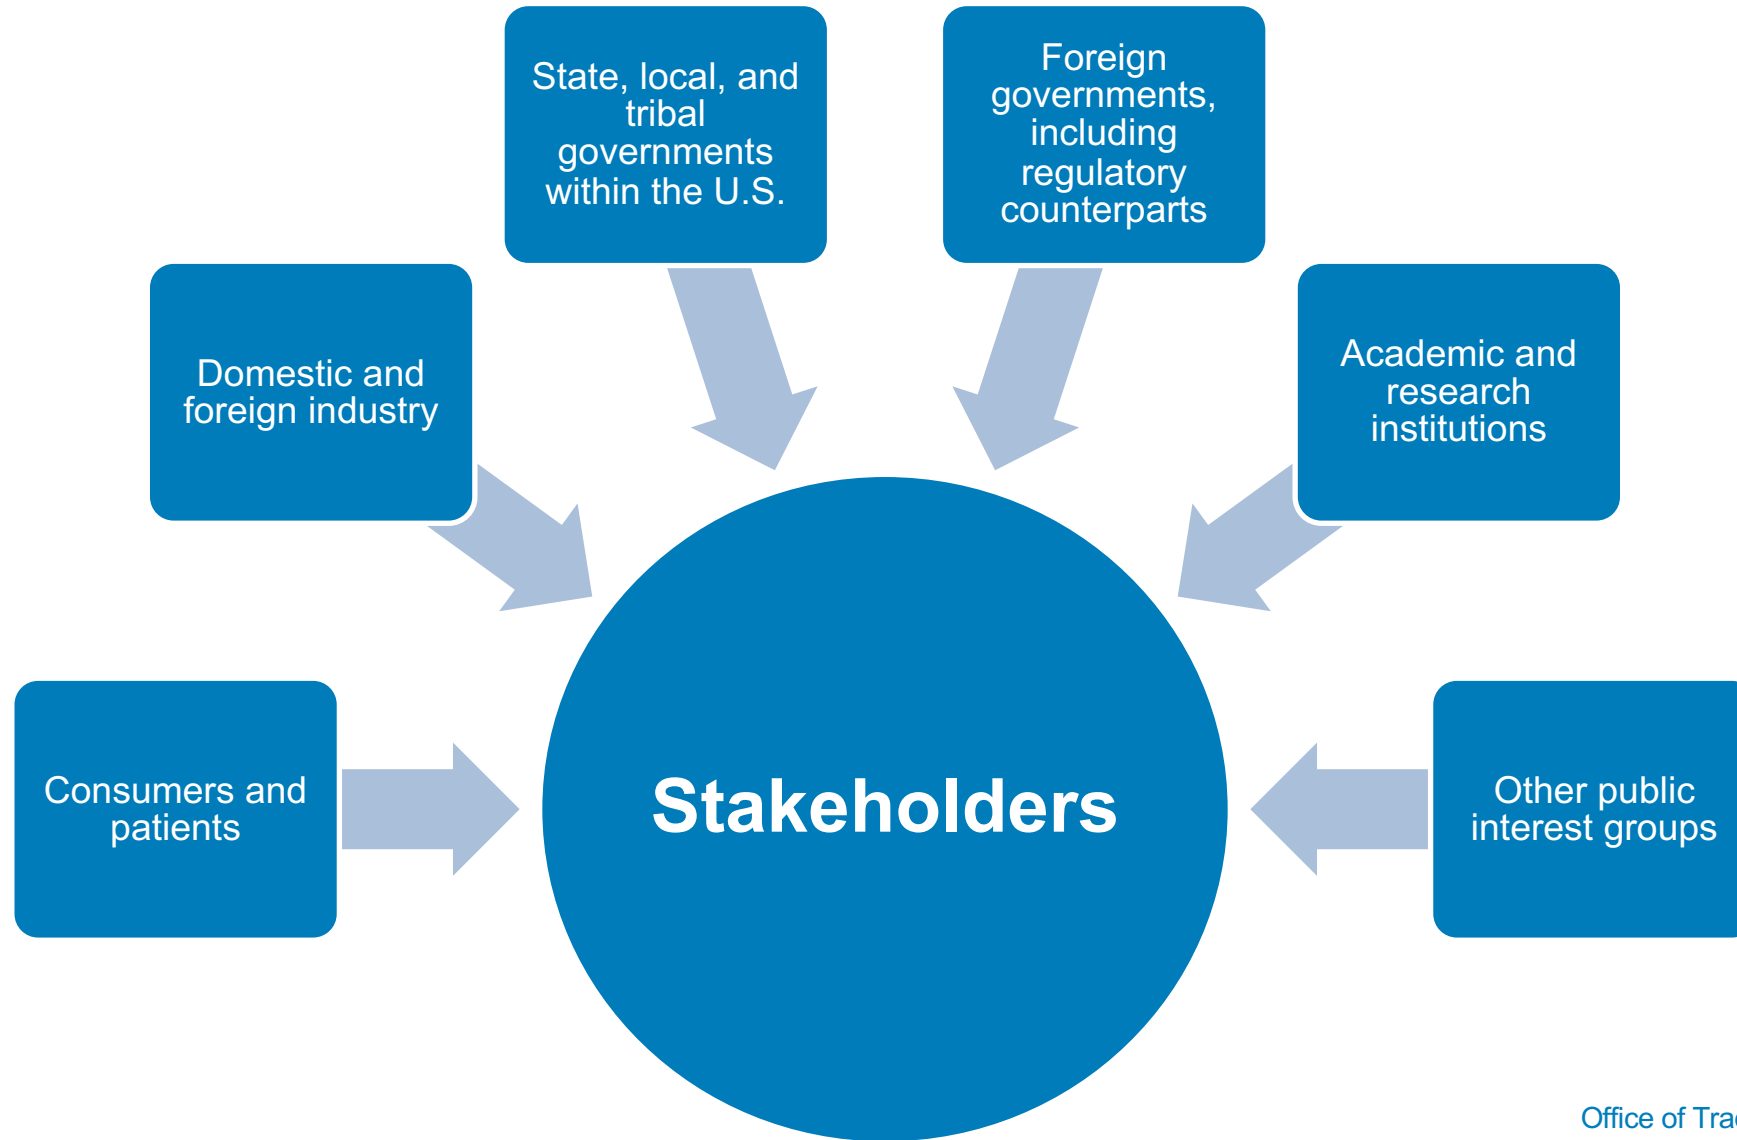 State, local, and
tribal
governments
within the U.S.
Foreign
governments,
including
regulatory
counterparts
Domestic and
foreign industry
Academic and
research
institutions
Consumers and
patients
Stakeholders
Other public
interest groups
Office of